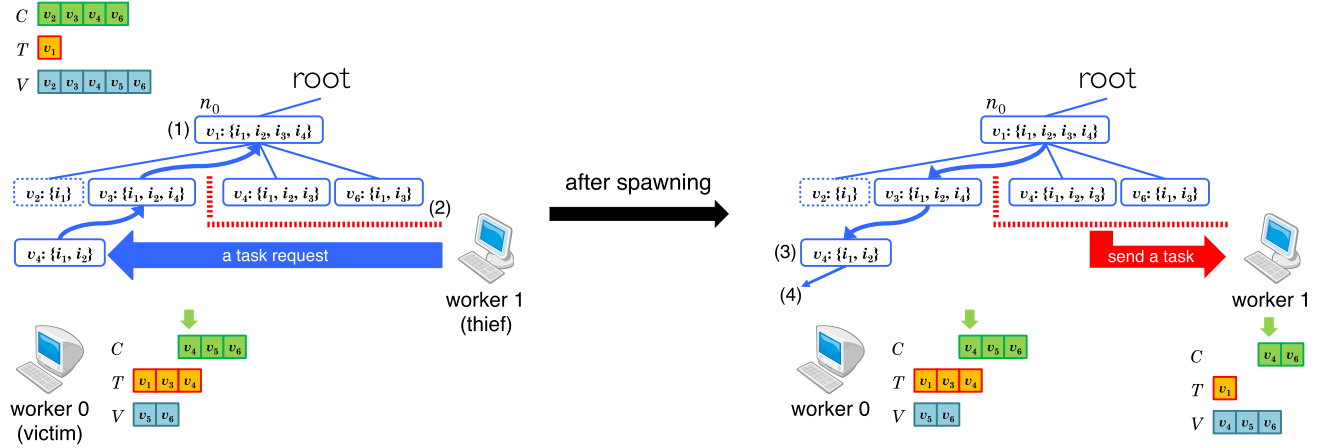 C v₂ v₃ v₄ v₆
T v₁
V v₂ v₃ v₄ v₅ v₆
root
n₀
(1) v₁: {i₁, i₂, i₃, i₄}
v₂: {i₁} v₃: {i₁, i₂, i₄} v₄: {i₁, i₂, i₃} v₆: {i₁, i₃}
(2)
v₄: {i₁, i₂}
a task request
worker 1
(thief)
C v₄ v₅ v₆
T v₁ v₃ v₄
V v₅ v₆
worker 0
(victim)
after spawning
root
n₀
v₁: {i₁, i₂, i₃, i₄}
v₂: {i₁} v₃: {i₁, i₂, i₄} v₄: {i₁, i₂, i₃} v₆: {i₁, i₃}
(3) v₄: {i₁, i₂}
(4)
send a task
worker 1
C v₄ v₅ v₆
T v₁ v₃ v₄
V v₅ v₆
worker 0
C v₄ v₆
T v₁
V v₄ v₅ v₆